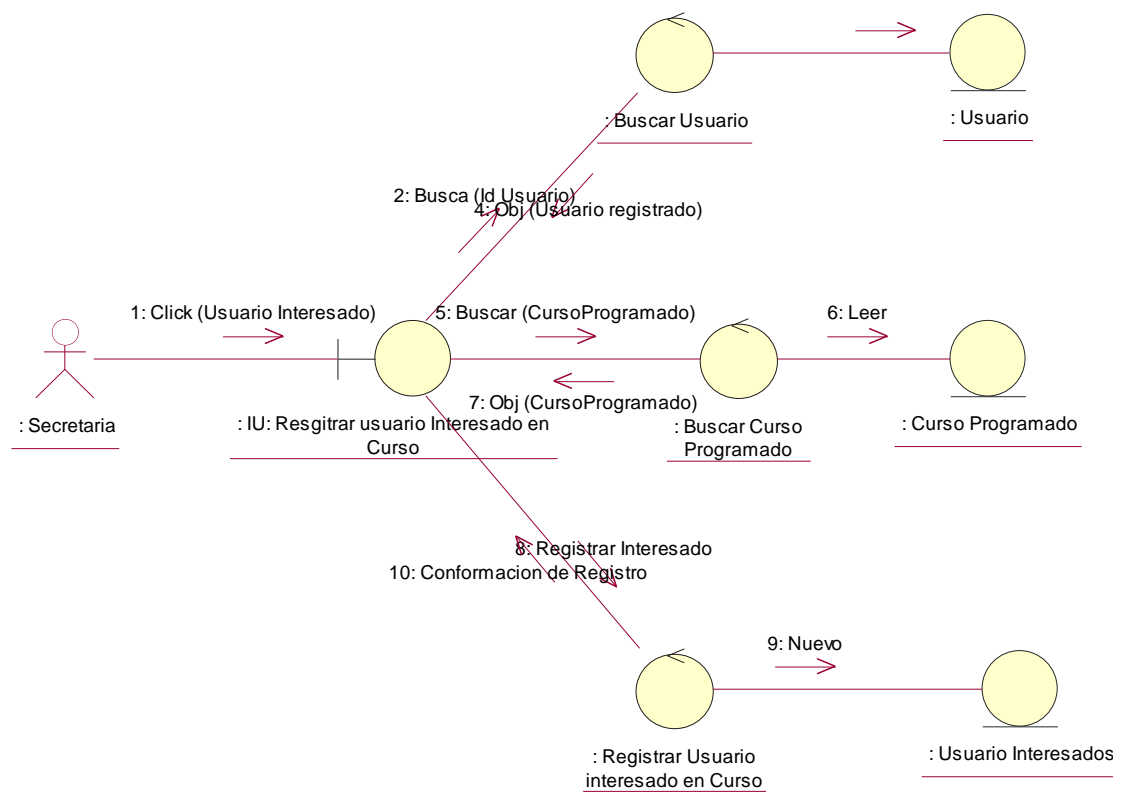 : Buscar Usuario
: Usuario
2: Busca (Id Usuario)
4: Obj (Usuario registrado)
1: Click (Usuario Interesado)
5: Buscar (CursoProgramado)
6: Leer
7: Obj (CursoProgramado)
: Secretaria
: IU: Resgitrar usuario Interesado en
Curso
: Buscar Curso
Programado
: Curso Programado
8: Registrar Interesado
10: Conformacion de Registro
9: Nuevo
: Registrar Usuario
interesado en Curso
: Usuario Interesados